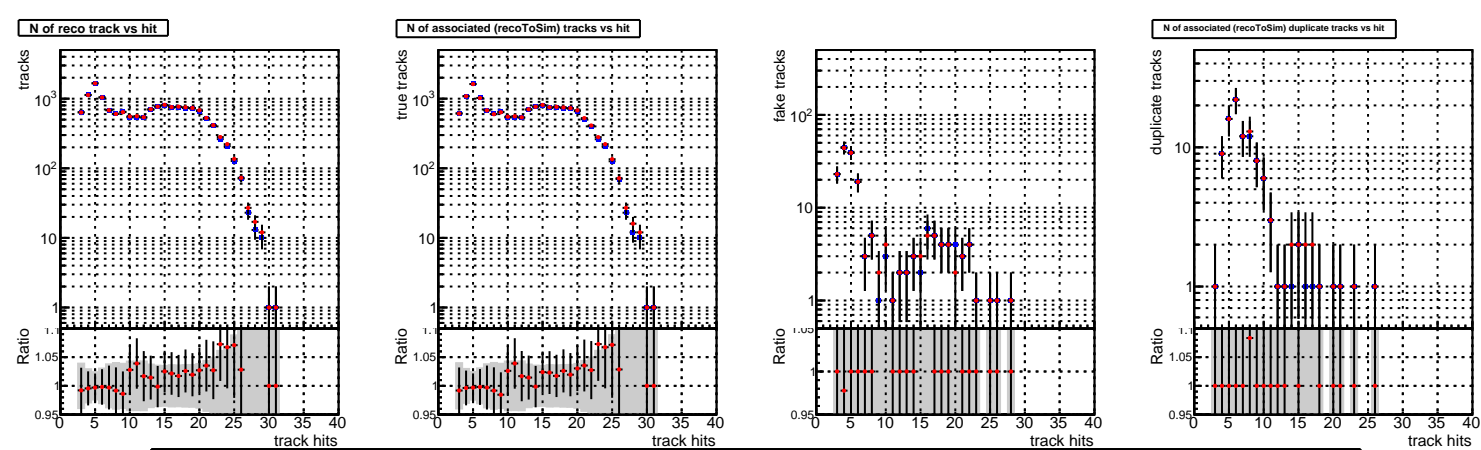 N of reco track vs hit
tracks
10³
10²
10
1
Ratio
1.1
1.05
1
0.95
0 5 10 15 20 25 30 35 40
track hits
N of associated (recoToSim) tracks vs hit
true tracks
10³
10²
10
1
Ratio
1.1
1.05
1
0.95
0 5 10 15 20 25 30 35 40
track hits
fake tracks
10²
10
1
Ratio
1.05
1
0.95
0 5 10 15 20 25 30 35 40
track hits
N of associated (recoToSim) duplicate tracks vs hit
duplicate tracks
10
1
Ratio
1.1
1.05
1
0.95
0 5 10 15 20 25 30 35 40
track hits